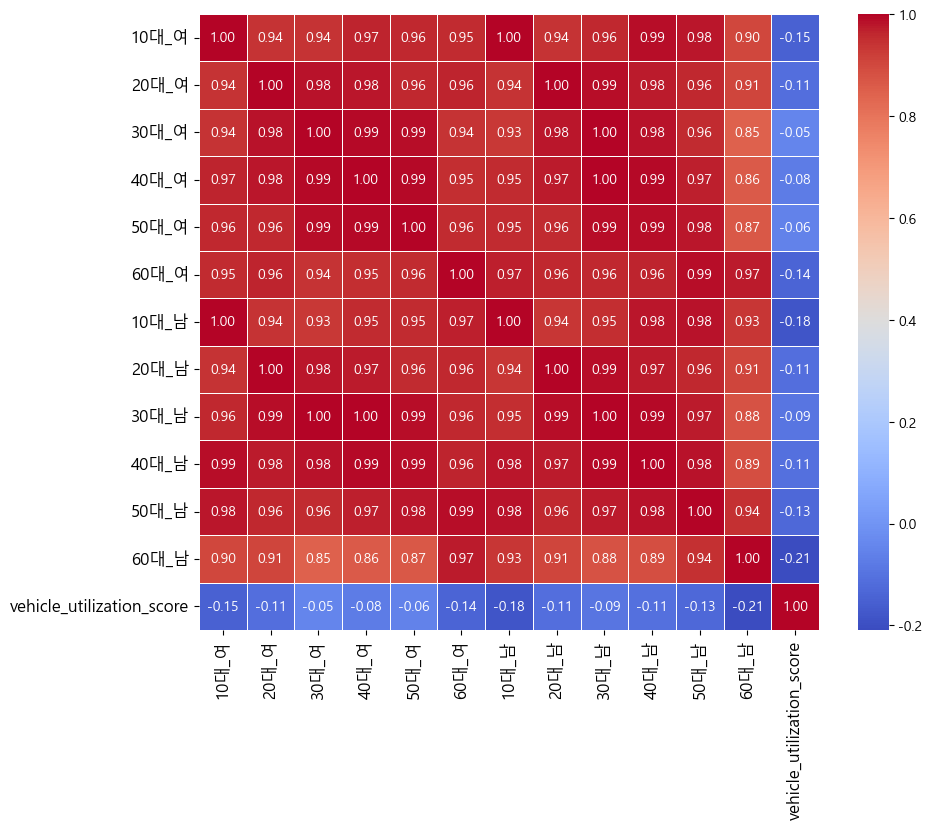 10대_여 1.00 0.94 0.94 0.97 0.96 0.95 1.00 0.94 0.96 0.99 0.98 0.90 -0.15
20대_여 0.94 1.00 0.98 0.98 0.96 0.96 0.94 1.00 0.99 0.98 0.96 0.91 -0.11
30대_여 0.94 0.98 1.00 0.99 0.99 0.94 0.93 0.98 1.00 0.98 0.96 0.85 -0.05
40대_여 0.97 0.98 0.99 1.00 0.99 0.95 0.95 0.97 1.00 0.99 0.97 0.86 -0.08
50대_여 0.96 0.96 0.99 0.99 1.00 0.96 0.95 0.96 0.99 0.99 0.98 0.87 -0.06
60대_여 0.95 0.96 0.94 0.95 0.96 1.00 0.97 0.96 0.96 0.96 0.99 0.97 -0.14
10대_남 1.00 0.94 0.93 0.95 0.95 0.97 1.00 0.94 0.95 0.98 0.98 0.93 -0.18
20대_남 0.94 1.00 0.98 0.97 0.96 0.96 0.94 1.00 0.99 0.97 0.96 0.91 -0.11
30대_남 0.96 0.99 1.00 1.00 0.99 0.96 0.95 0.99 1.00 0.99 0.97 0.88 -0.09
40대_남 0.99 0.98 0.98 0.99 0.99 0.96 0.98 0.97 0.99 1.00 0.98 0.89 -0.11
50대_남 0.98 0.96 0.96 0.97 0.98 0.99 0.98 0.96 0.97 0.98 1.00 0.94 -0.13
60대_남 0.90 0.91 0.85 0.86 0.87 0.97 0.93 0.91 0.88 0.89 0.94 1.00 -0.21
vehicle_utilization_score -0.15 -0.11 -0.05 -0.08 -0.06 -0.14 -0.18 -0.11 -0.09 -0.11 -0.13 -0.21 1.00
10대_여
20대_여
30대_여
40대_여
50대_여
60대_여
10대_남
20대_남
30대_남
40대_남
50대_남
60대_남
vehicle_utilization_score
1.0
0.8
0.6
0.4
0.2
0.0
-0.2